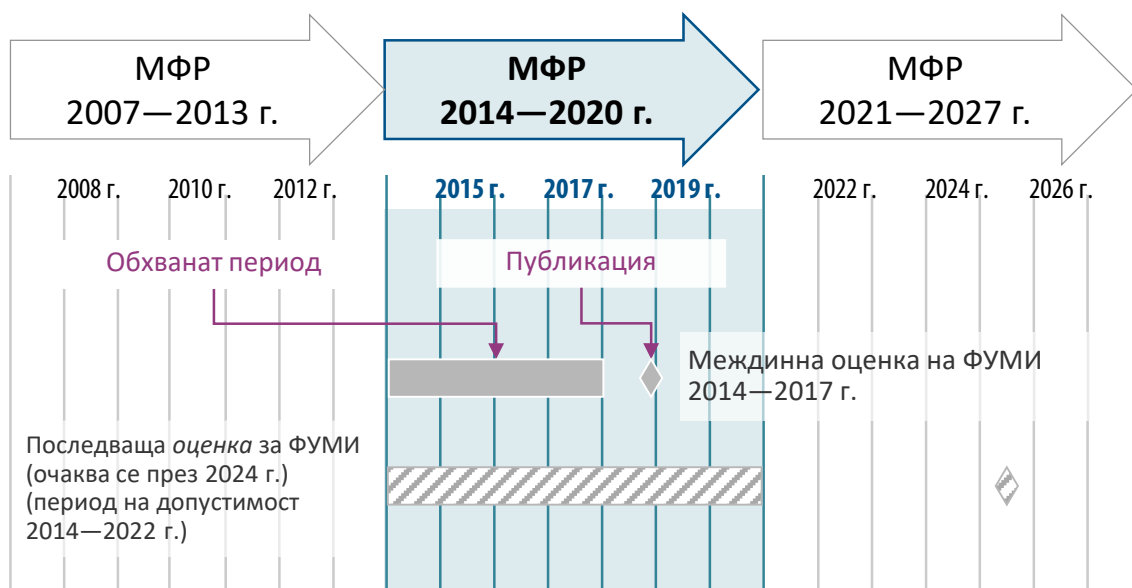 МФР
2007—2013 г.
МФР
2014—2020 г.
МФР
2021—2027 г.
2008 г.
2010 г.
2012 г.
2015 г.
2017 г.
2019 г.
2022 г.
2024 г.
2026 г.
Обхванат период
Публикация
Междинна оценка на ФУМИ
2014—2017 г.
Последваща оценка за ФУМИ
(очаква се през 2024 г.)
(период на допустимост
2014—2022 г.)